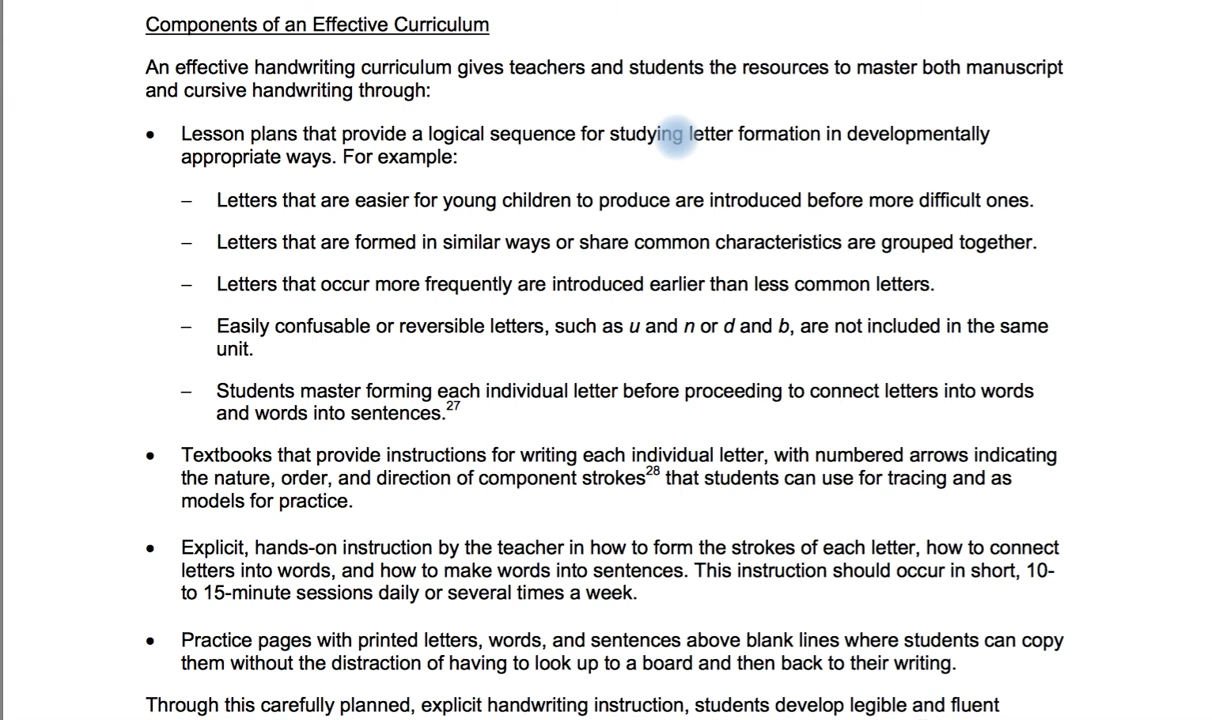 Components of an Effective Curriculum
An effective handwriting curriculum gives teachers and students the resources to master both manuscript
and cursive handwriting through:
• Lesson plans that provide a logical sequence for studying letter formation in developmentally
appropriate ways. For example:
– Letters that are easier for young children to produce are introduced before more difficult ones.
– Letters that are formed in similar ways or share common characteristics are grouped together.
– Letters that occur more frequently are introduced earlier than less common letters.
– Easily confusable or reversible letters, such as u and n or d and b, are not included in the same
unit.
– Students master forming each individual letter before proceeding to connect letters into words
and words into sentences.27
• Textbooks that provide instructions for writing each individual letter, with numbered arrows indicating
the nature, order, and direction of component strokes28 that students can use for tracing and as
models for practice.
• Explicit, hands-on instruction by the teacher in how to form the strokes of each letter, how to connect
letters into words, and how to make words into sentences. This instruction should occur in short, 10-
to 15-minute sessions daily or several times a week.
• Practice pages with printed letters, words, and sentences above blank lines where students can copy
them without the distraction of having to look up to a board and then back to their writing.
Through this carefully planned, explicit handwriting instruction, students develop legible and fluent